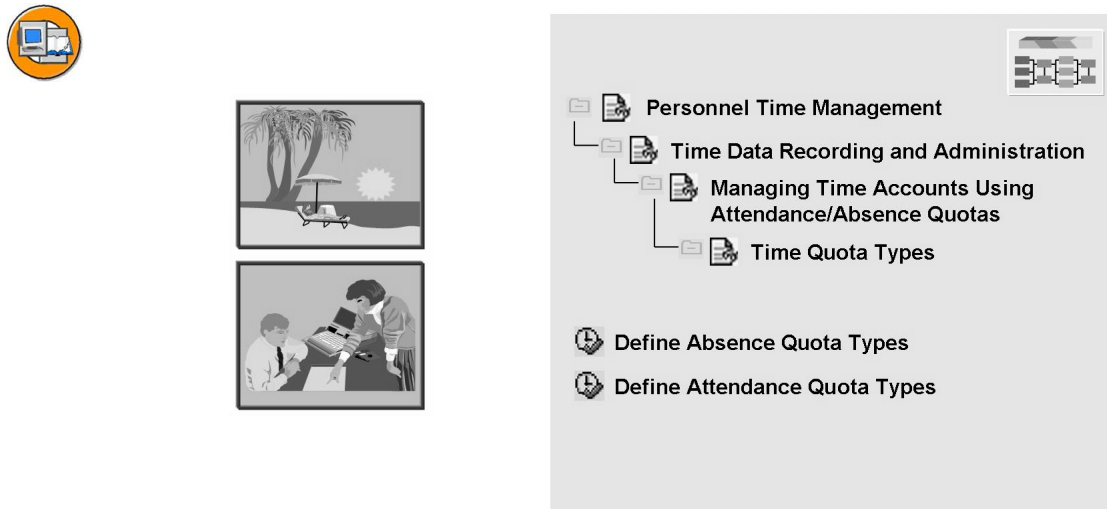 Personnel Time Management
Time Data Recording and Administration
Managing Time Accounts Using
Attendance/Absence Quotas
Time Quota Types
Define Absence Quota Types
Define Attendance Quota Types